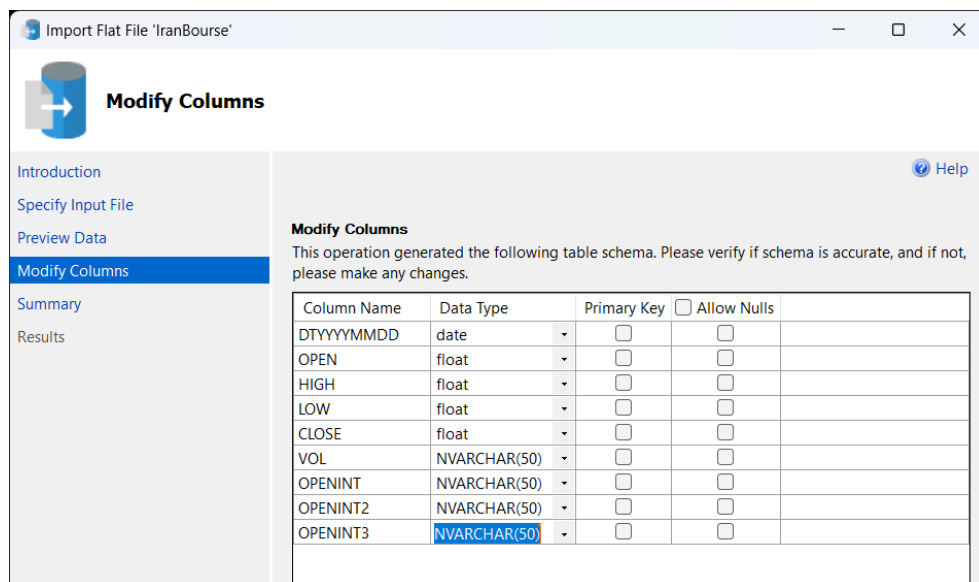 Import Flat File 'IranBourse'
Modify Columns
Introduction
Specify Input File
Preview Data
Modify Columns
Summary
Results
Help
Modify Columns
This operation generated the following table schema. Please verify if schema is accurate, and if not,
please make any changes.
Column Name Data Type Primary Key Allow Nulls
DTYYYYMMDD date
OPEN float
HIGH float
LOW float
CLOSE float
VOL NVARCHAR(50)
OPENINT NVARCHAR(50)
OPENINT2 NVARCHAR(50)
OPENINT3 NVARCHAR(50)